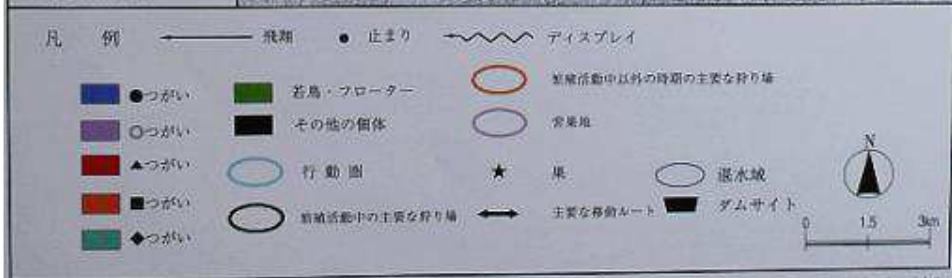 凡 例 飛翔 ● 止まり ディスプレイ
●つがい 若鳥・フローター 繁殖活動中以外の時期の主要な狩り場
○つがい その他の個体 営巣地
▲つがい 行動圏 ★ 巣 湛水域 N
■つがい 繁殖活動中の主要な狩り場 主要な移動ルート ダムサイト
◆つがい 0 1.5 3km